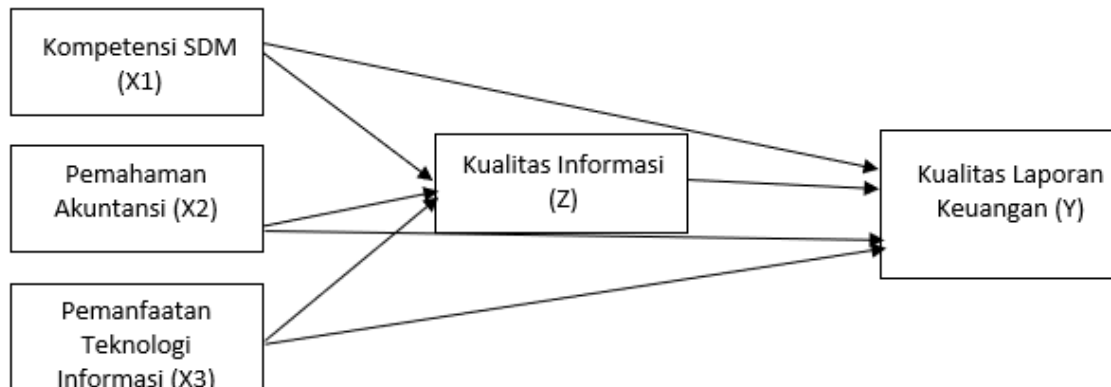 Kompetensi SDM
(X1)
Pemahaman
Akuntansi (X2)
Pemanfaatan
Teknologi
Informasi (X3)
Kualitas Informasi
(Z)
Kualitas Laporan
Keuangan (Y)